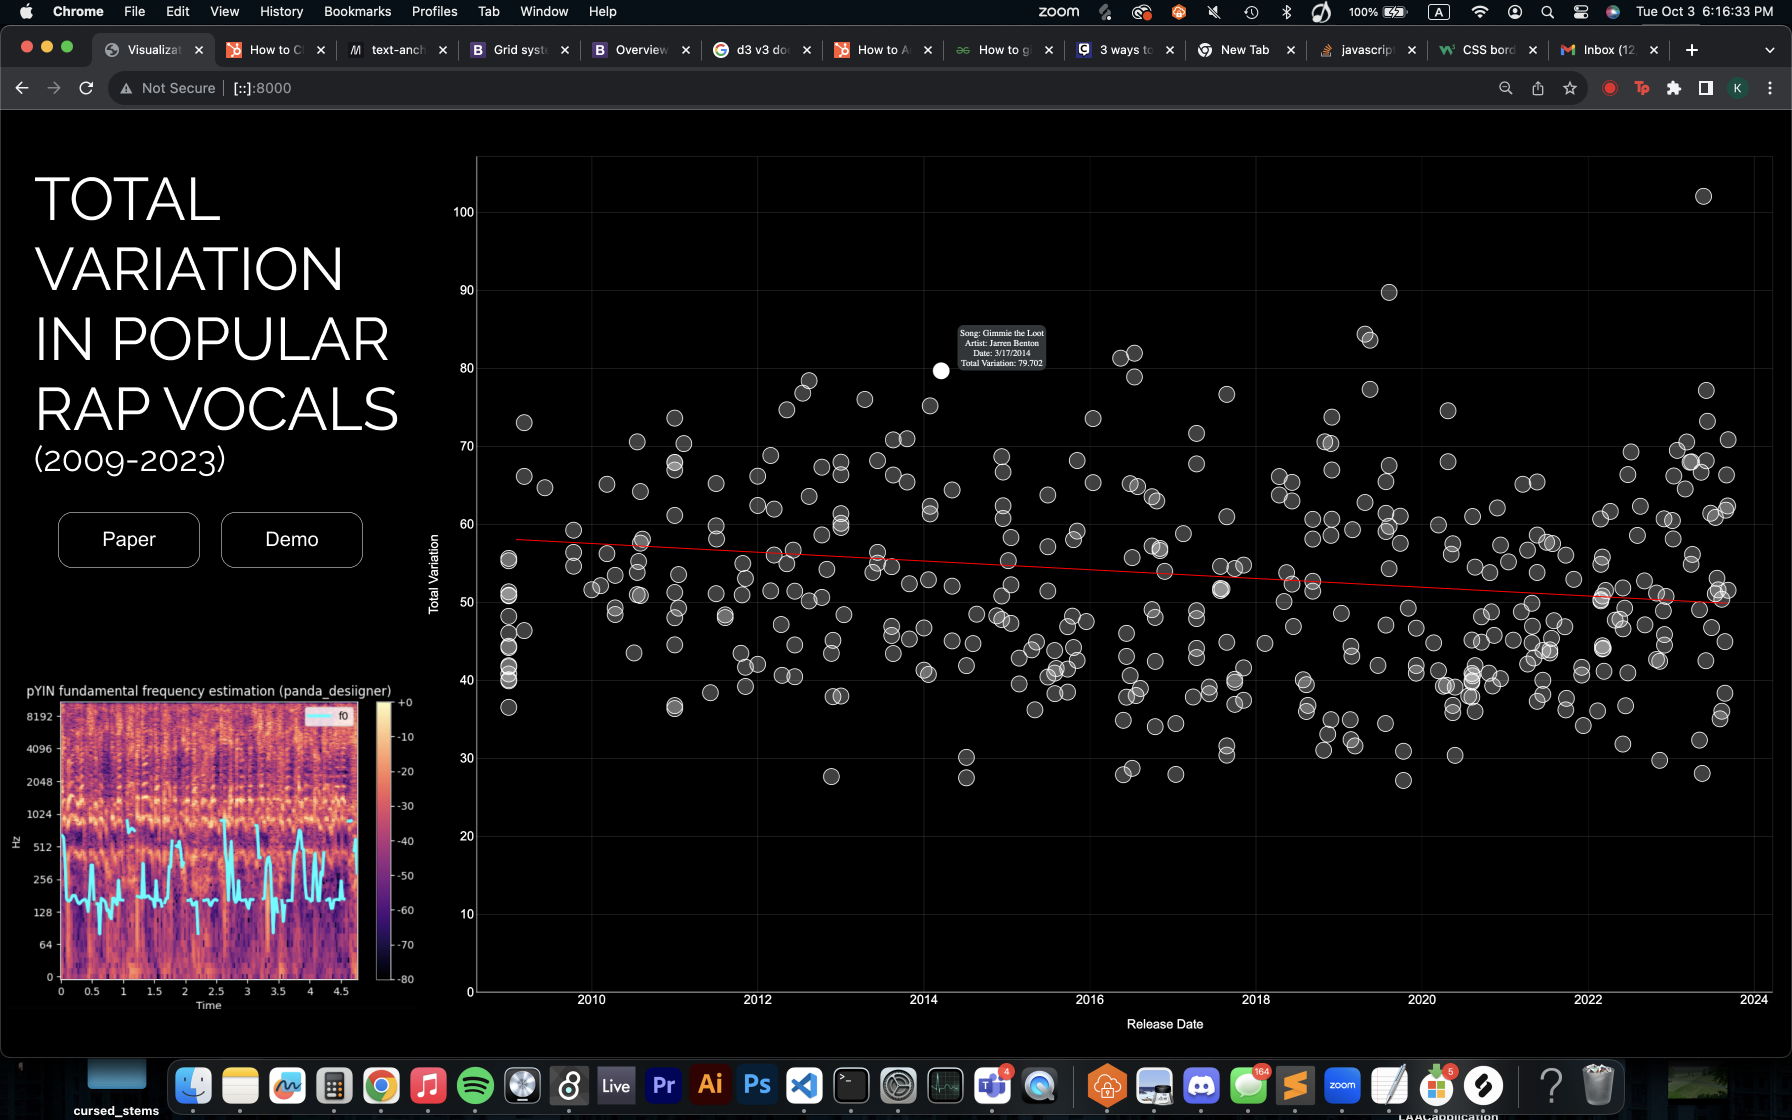 Chrome File Edit View History Bookmarks Profiles Tab Window Help
zoom 100% A Tue Oct 3 6:16:33 PM
Visualizat How to C text-anch Grid syst Overview d3 v3 do How to A How to gi 3 ways to New Tab javascrip CSS bord Inbox (12
Not Secure [::]:8000
Tp K
TOTAL
VARIATION
IN POPULAR
RAP VOCALS
(2009-2023)
Paper Demo
pYIN fundamental frequency estimation (panda_desiigner)
f0
8192
4096
2048
1024
512
256
128
64
0
Hz
0 0.5 1 1.5 2 2.5 3 3.5 4 4.5
Time
+0
-10
-20
-30
-40
-50
-60
-70
-80
Total Variation
100
90
80
70
60
50
40
30
20
10
0
Song: Gimmie the Loot
Artist: Jarren Benton
Date: 3/17/2014
Total Variation: 79.702
2010 2012 2014 2016 2018 2020 2022 2024
Release Date
Live Pr Ai Ps 4 164 zoom 5
cursed_stems
LAACapplication